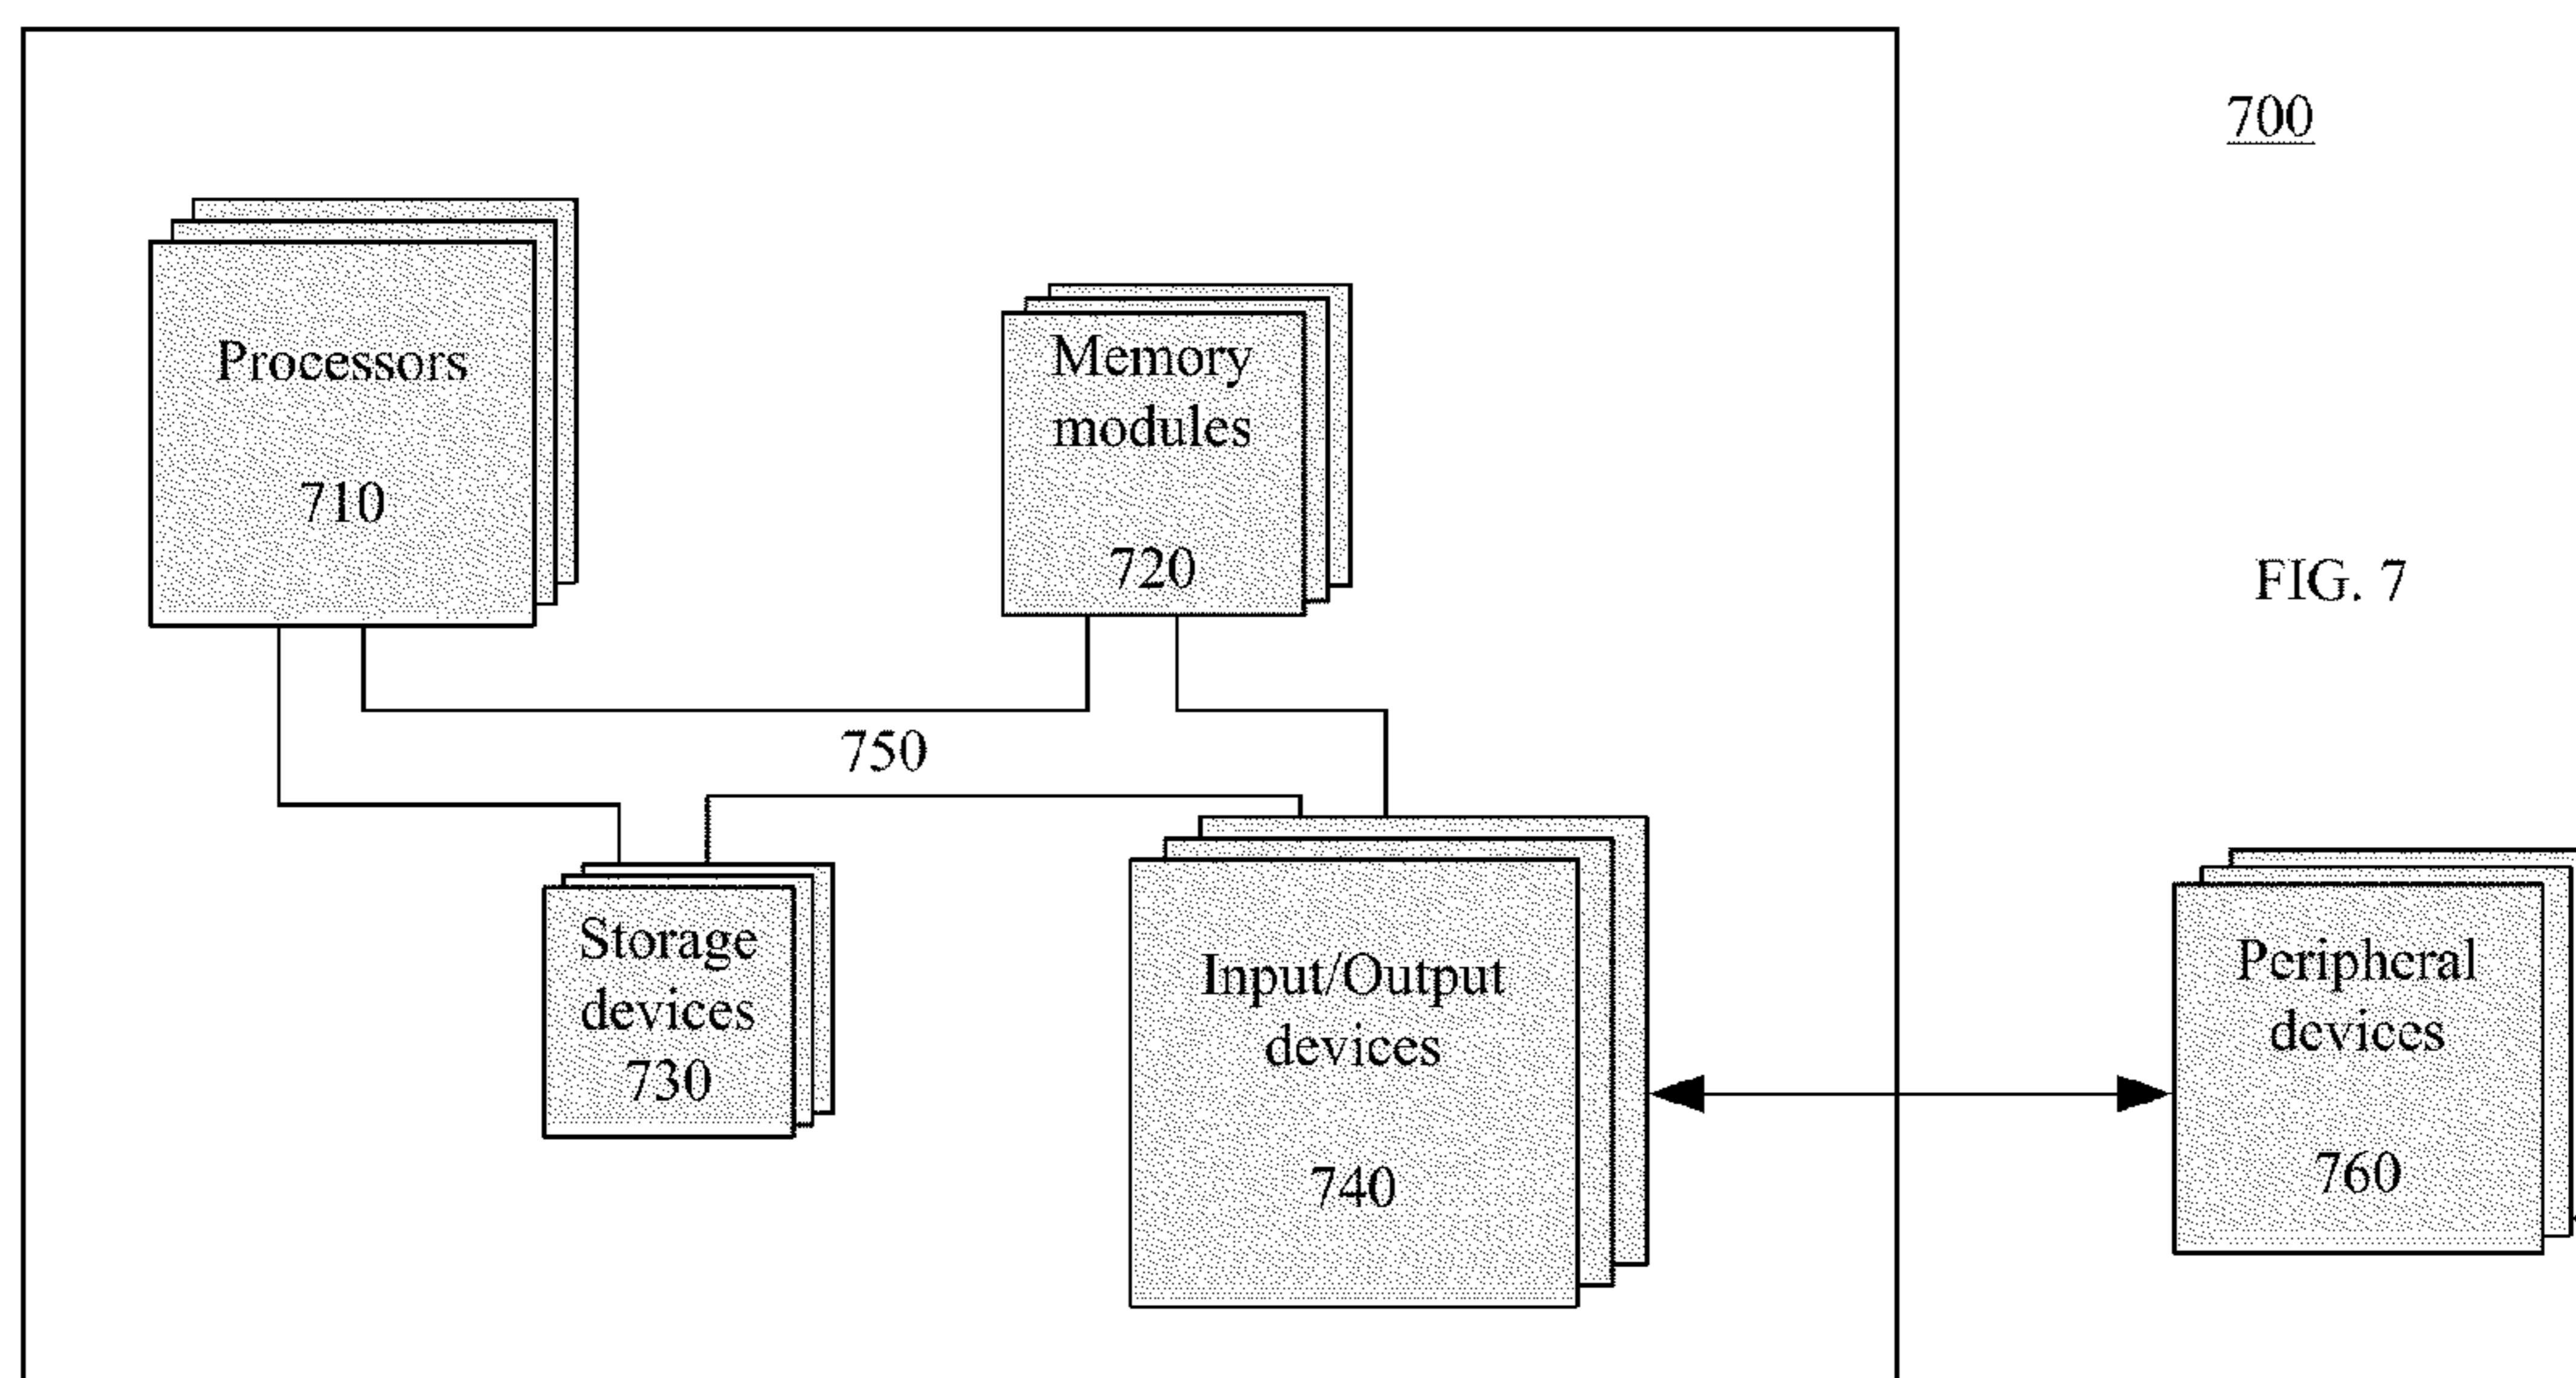 700
Processors
710
Memory
modules
720
FIG. 7
750
Storage
devices
730
Input/Output
devices
740
Peripheral
devices
760